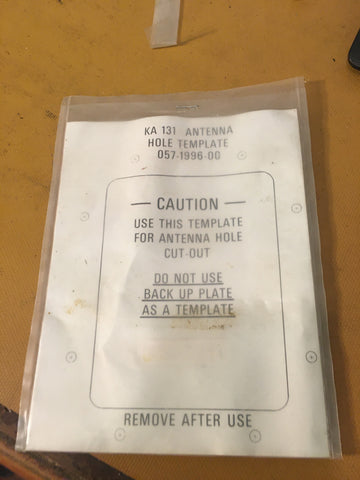 KA 131 ANTENNA
HOLE TEMPLATE
057-1996-00
— CAUTION —
USE THIS TEMPLATE
FOR ANTENNA HOLE
CUT-OUT
DO NOT USE
BACK UP PLATE
AS A TEMPLATE
REMOVE AFTER USE